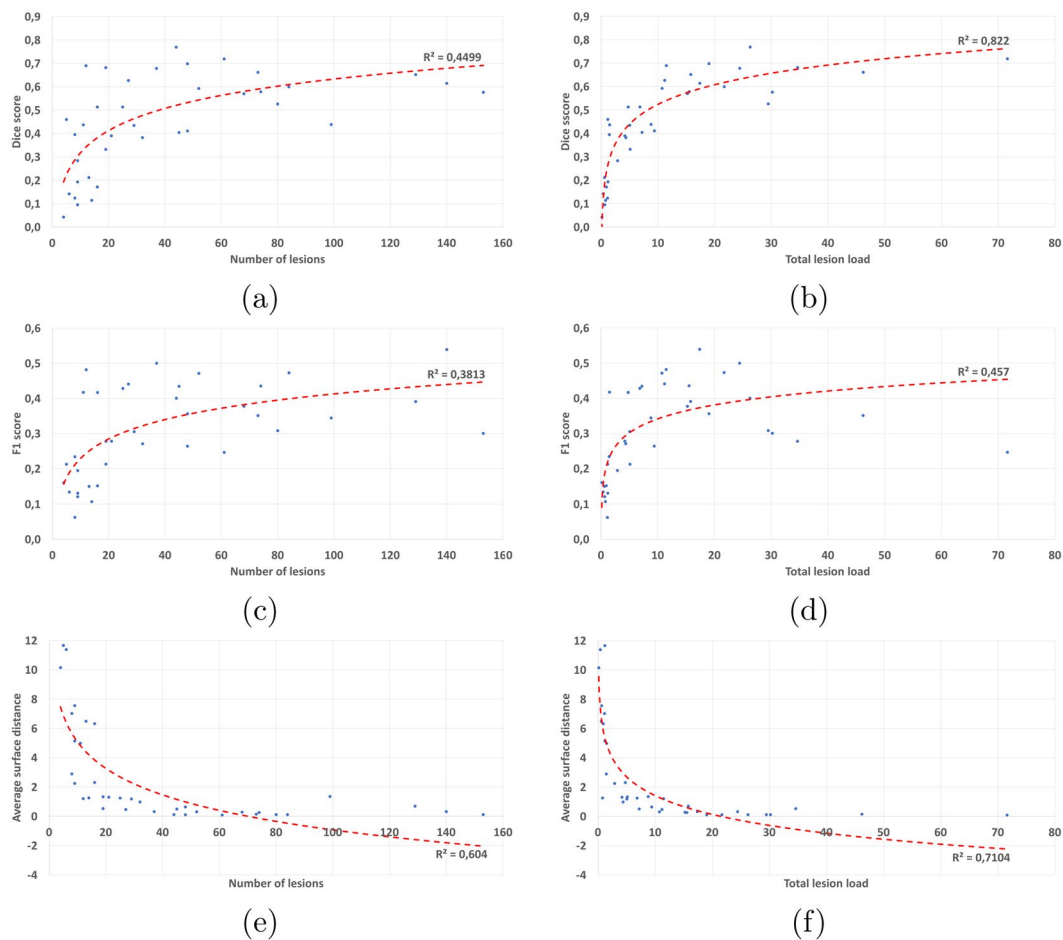 0,9
0,8
0,7
0,6
0,5
0,4
0,3
0,2
0,1
0,0
Dice sscore
R² = 0,4499
0 20 40 60 80 100 120 140 160
Number of lesions
(a)
0,9
0,8
0,7
0,6
0,5
0,4
0,3
0,2
0,1
0,0
Dice sscore
R² = 0,822
0 10 20 30 40 50 60 70 80
Total lesion load
(b)
0,6
0,5
0,4
0,3
0,2
0,1
0,0
F1 score
R² = 0,3813
0 20 40 60 80 100 120 140 160
Number of lesions
(c)
0,6
0,5
0,4
0,3
0,2
0,1
0,0
F1 score
R² = 0,457
0 10 20 30 40 50 60 70 80
Total lesion load
(d)
12
10
8
6
4
2
0
-2
-4
Average surface distance
0 20 40 60 80 100 120 140 160
R² = 0,604
Number of lesions
(e)
12
10
8
6
4
2
0
-2
-4
Average surface distance
0 10 20 30 40 50 60 70 80
R² = 0,7104
Total lesion load
(f)